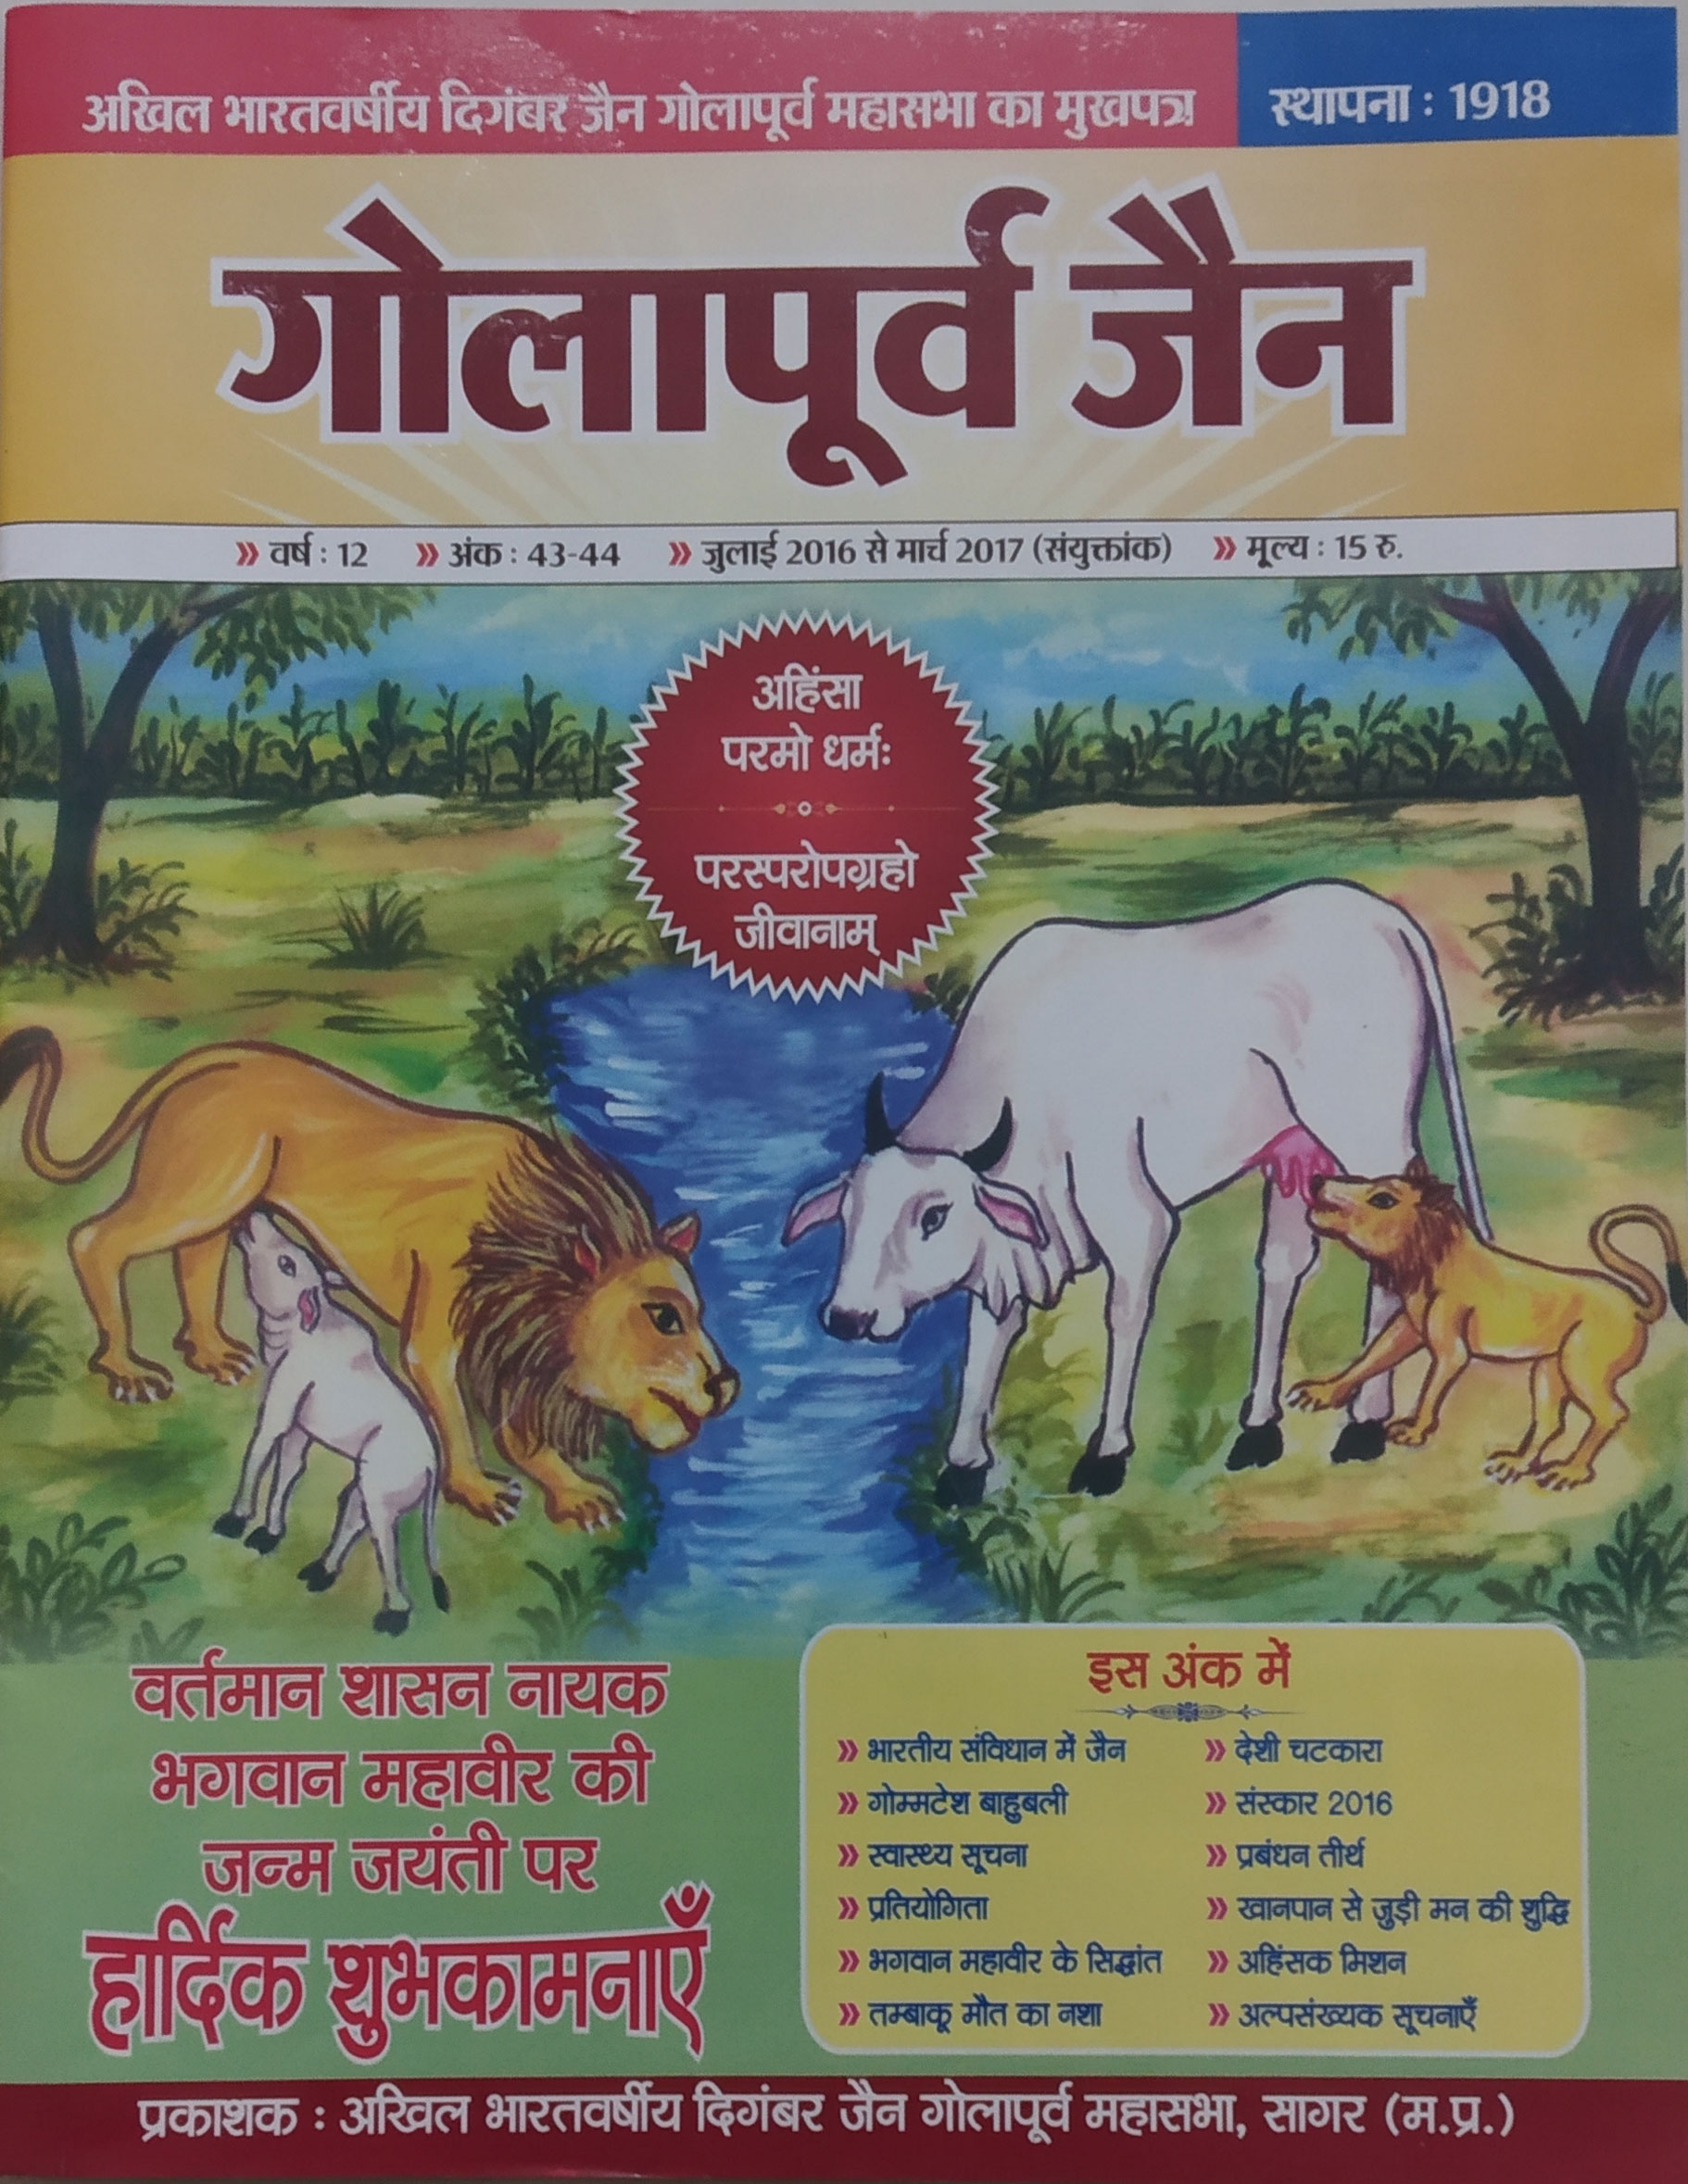 अखिल भारतवर्षीय दिगंबर जैन गोलापूर्व महासभा का मुखपत्र
स्थापना : 1918
गोलापूर्व जैन
» वर्ष : 12 » अंक : 43-44 » जुलाई 2016 से मार्च 2017 (संयुक्तांक) » मूल्य : 15 रु.
अहिंसा
परमो धर्मः
परस्परोपग्रहो
जीवानाम्
वर्तमान शासन नायक
भगवान महावीर की
जन्म जयंती पर
हार्दिक शुभकामनाएँ
इस अंक में
» भारतीय संविधान में जैन
» गोम्मटेश बाहुबली
» स्वास्थ्य सूचना
» प्रतियोगिता
» भगवान महावीर के सिद्धांत
» तम्बाकू मौत का नशा
» देशी चटकारा
» संस्कार 2016
» प्रबंधन तीर्थ
» खानपान से जुड़ी मन की शुद्धि
» अहिंसक मिशन
» अल्पसंख्यक सूचनाएँ
प्रकाशक : अखिल भारतवर्षीय दिगंबर जैन गोलापूर्व महासभा, सागर (म.प्र.)